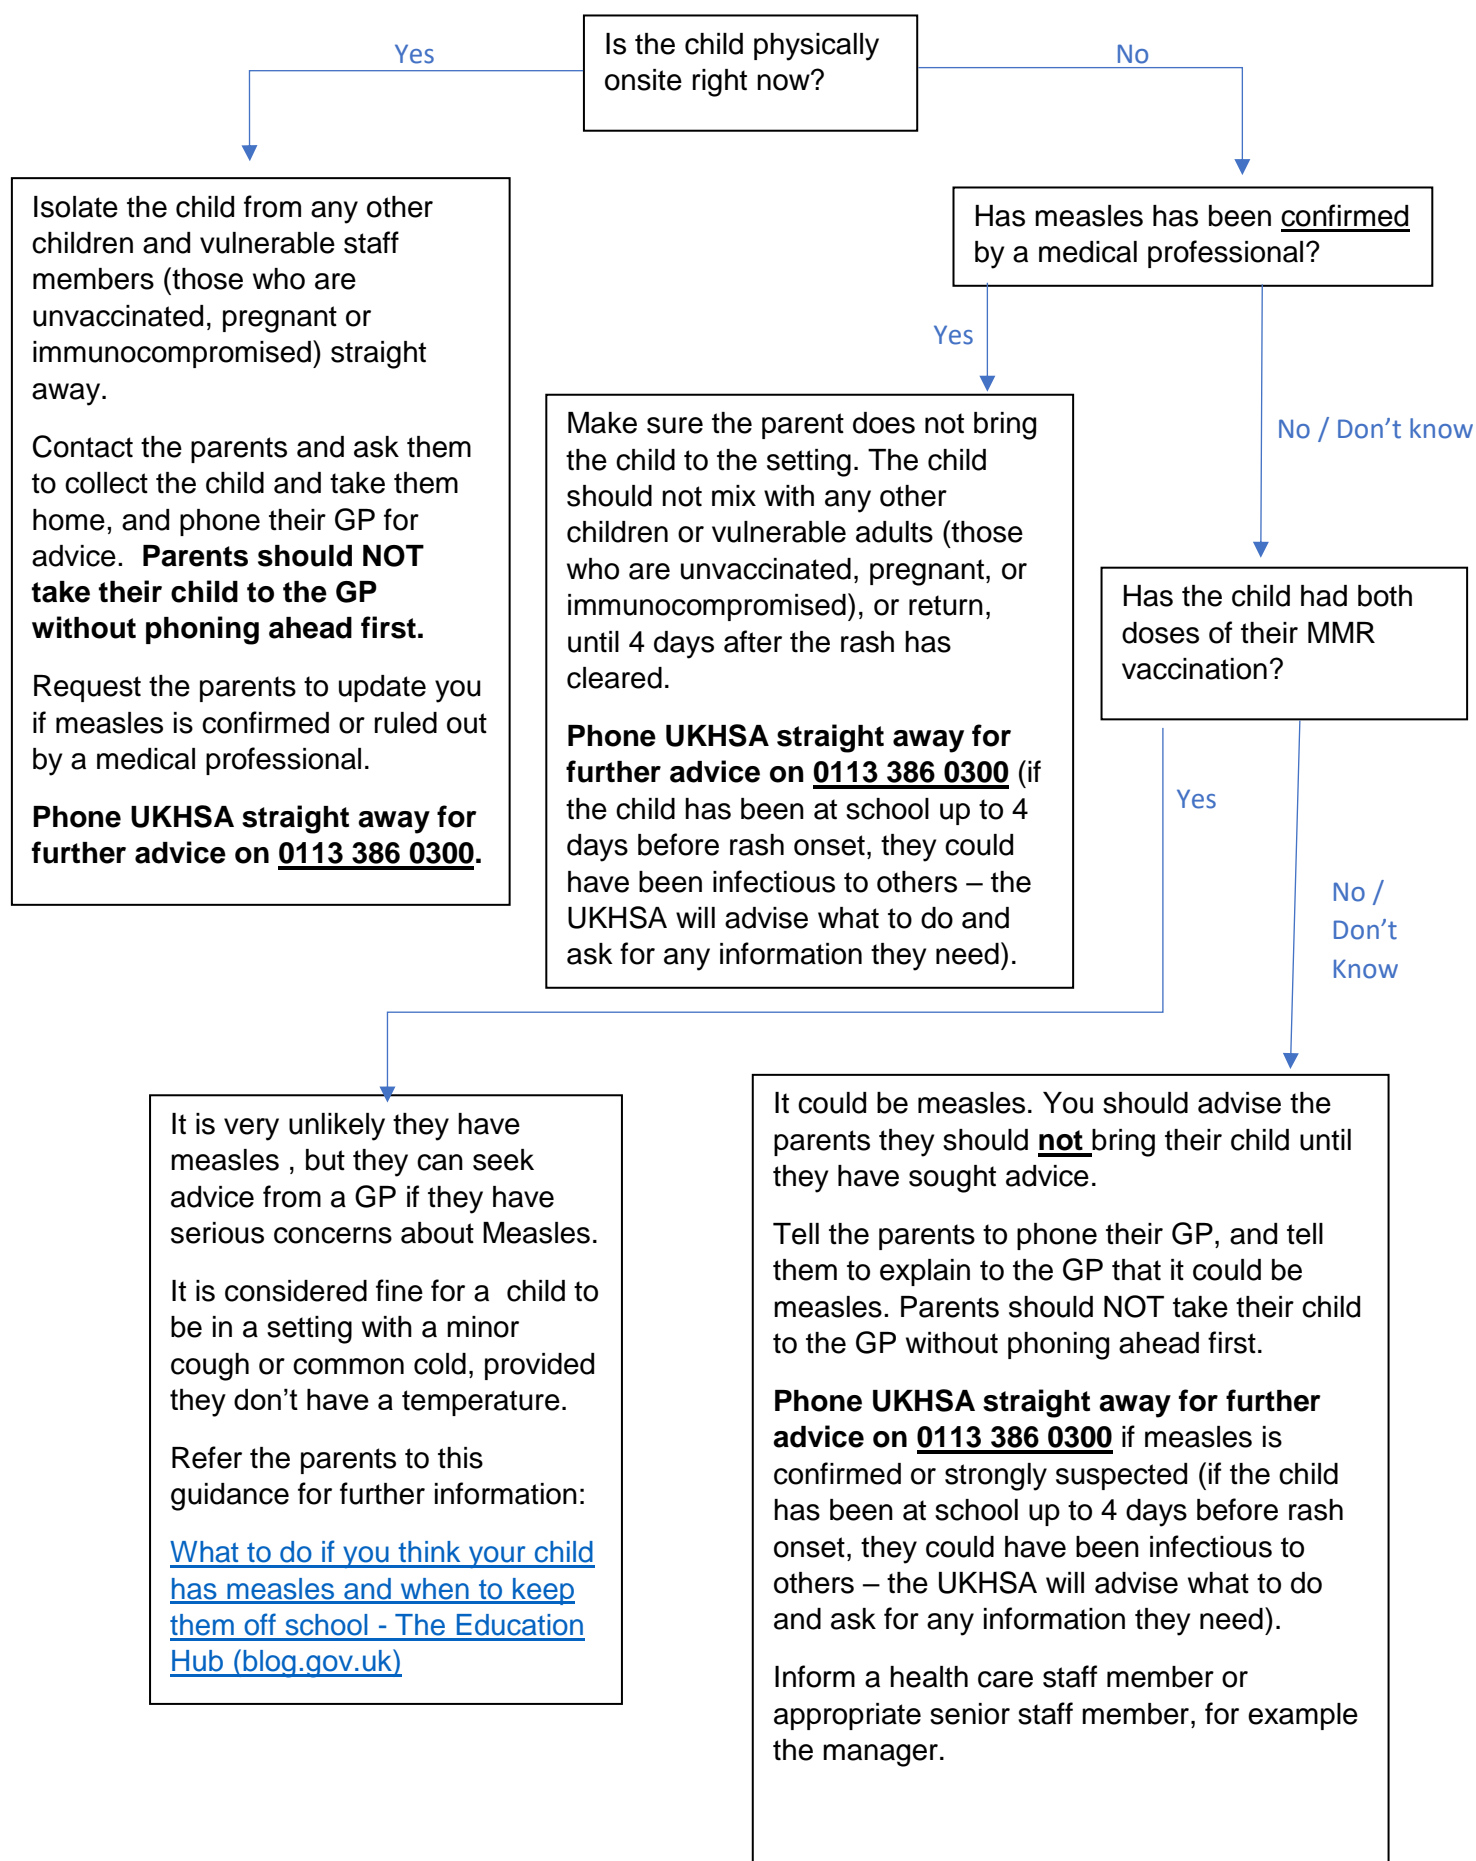 Is the child physically
onsite right now?
Yes
No
Isolate the child from any other
children and vulnerable staff
members (those who are
unvaccinated, pregnant or
immunocompromised) straight
away.
Contact the parents and ask them
to collect the child and take them
home, and phone their GP for
advice.  Parents should NOT
take their child to the GP
without phoning ahead first.
Request the parents to update you
if measles is confirmed or ruled out
by a medical professional.
Phone UKHSA straight away for
further advice on 0113 386 0300.
Has measles has been confirmed
by a medical professional?
Yes
No / Don’t know
Make sure the parent does not bring
the child to the setting. The child
should not mix with any other
children or vulnerable adults (those
who are unvaccinated, pregnant, or
immunocompromised), or return,
until 4 days after the rash has
cleared.
Phone UKHSA straight away for
further advice on 0113 386 0300 (if
the child has been at school up to 4
days before rash onset, they could
have been infectious to others – the
UKHSA will advise what to do and
ask for any information they need).
Has the child had both
doses of their MMR
vaccination?
Yes
No /
Don’t
Know
It is very unlikely they have
measles , but they can seek
advice from a GP if they have
serious concerns about Measles.
It is considered fine for a  child to
be in a setting with a minor
cough or common cold, provided
they don’t have a temperature.
Refer the parents to this
guidance for further information:
What to do if you think your child
has measles and when to keep
them off school - The Education
Hub (blog.gov.uk)
It could be measles. You should advise the
parents they should not bring their child until
they have sought advice.
Tell the parents to phone their GP, and tell
them to explain to the GP that it could be
measles. Parents should NOT take their child
to the GP without phoning ahead first.
Phone UKHSA straight away for further
advice on 0113 386 0300 if measles is
confirmed or strongly suspected (if the child
has been at school up to 4 days before rash
onset, they could have been infectious to
others – the UKHSA will advise what to do
and ask for any information they need).
Inform a health care staff member or
appropriate senior staff member, for example
the manager.